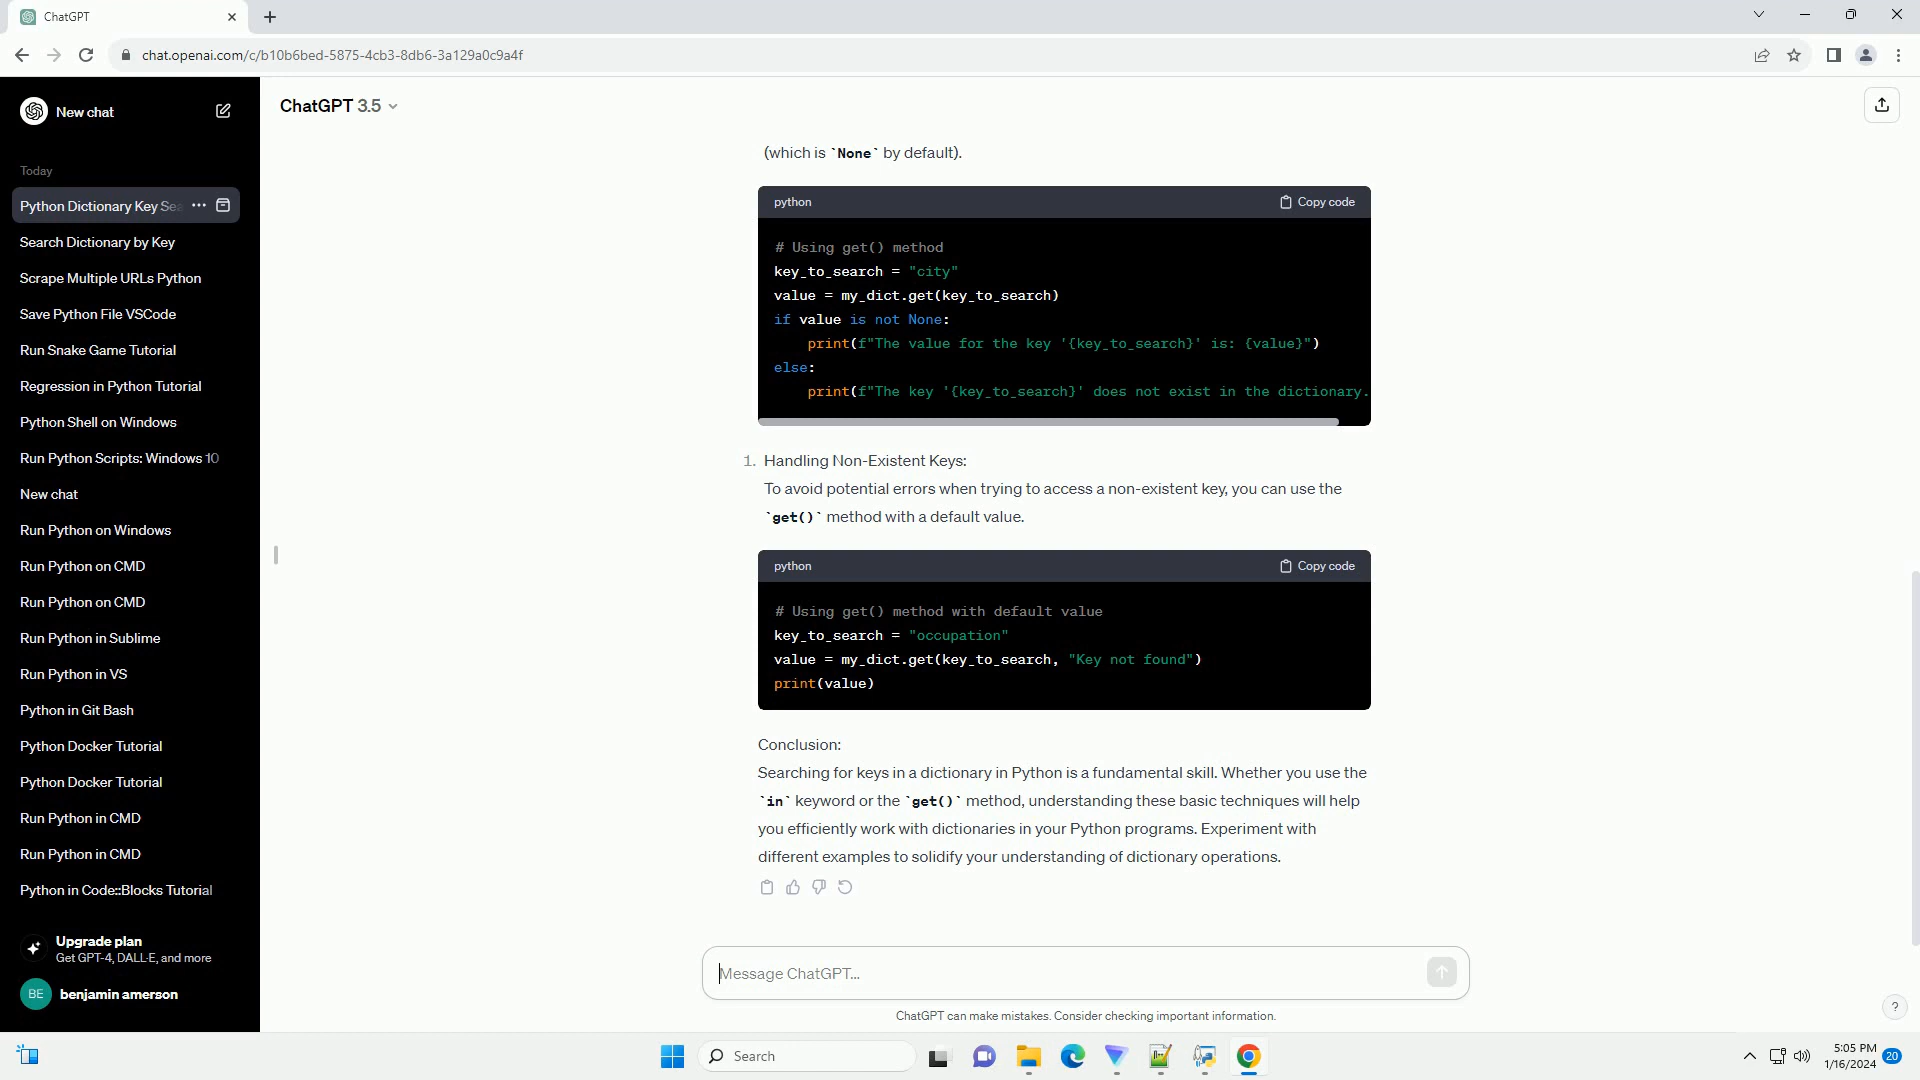 ChatGPT
chat.openai.com/c/b10b6bed-5875-4cb3-8db6-3a129a0c9a4f
New chat
Today
Python Dictionary Key Sea
Search Dictionary by Key
Scrape Multiple URLs Python
Save Python File VSCode
Run Snake Game Tutorial
Regression in Python Tutorial
Python Shell on Windows
Run Python Scripts: Windows 10
New chat
Run Python on Windows
Run Python on CMD
Run Python on CMD
Run Python in Sublime
Run Python in VS
Python in Git Bash
Python Docker Tutorial
Python Docker Tutorial
Run Python in CMD
Run Python in CMD
Python in Code::Blocks Tutorial
Upgrade plan
Get GPT-4, DALL·E, and more
BE benjamin amerson
ChatGPT 3.5
(which is `None` by default).
python Copy code
# Using get() method
key_to_search = "city"
value = my_dict.get(key_to_search)
if value is not None:
    print(f"The value for the key '{key_to_search}' is: {value}")
else:
    print(f"The key '{key_to_search}' does not exist in the dictionary.
1. Handling Non-Existent Keys:
To avoid potential errors when trying to access a non-existent key, you can use the
`get()` method with a default value.
python Copy code
# Using get() method with default value
key_to_search = "occupation"
value = my_dict.get(key_to_search, "Key not found")
print(value)
Conclusion:
Searching for keys in a dictionary in Python is a fundamental skill. Whether you use the
`in` keyword or the `get()` method, understanding these basic techniques will help
you efficiently work with dictionaries in your Python programs. Experiment with
different examples to solidify your understanding of dictionary operations.
Message ChatGPT...
ChatGPT can make mistakes. Consider checking important information.
?
Search
5:05 PM
1/16/2024
20